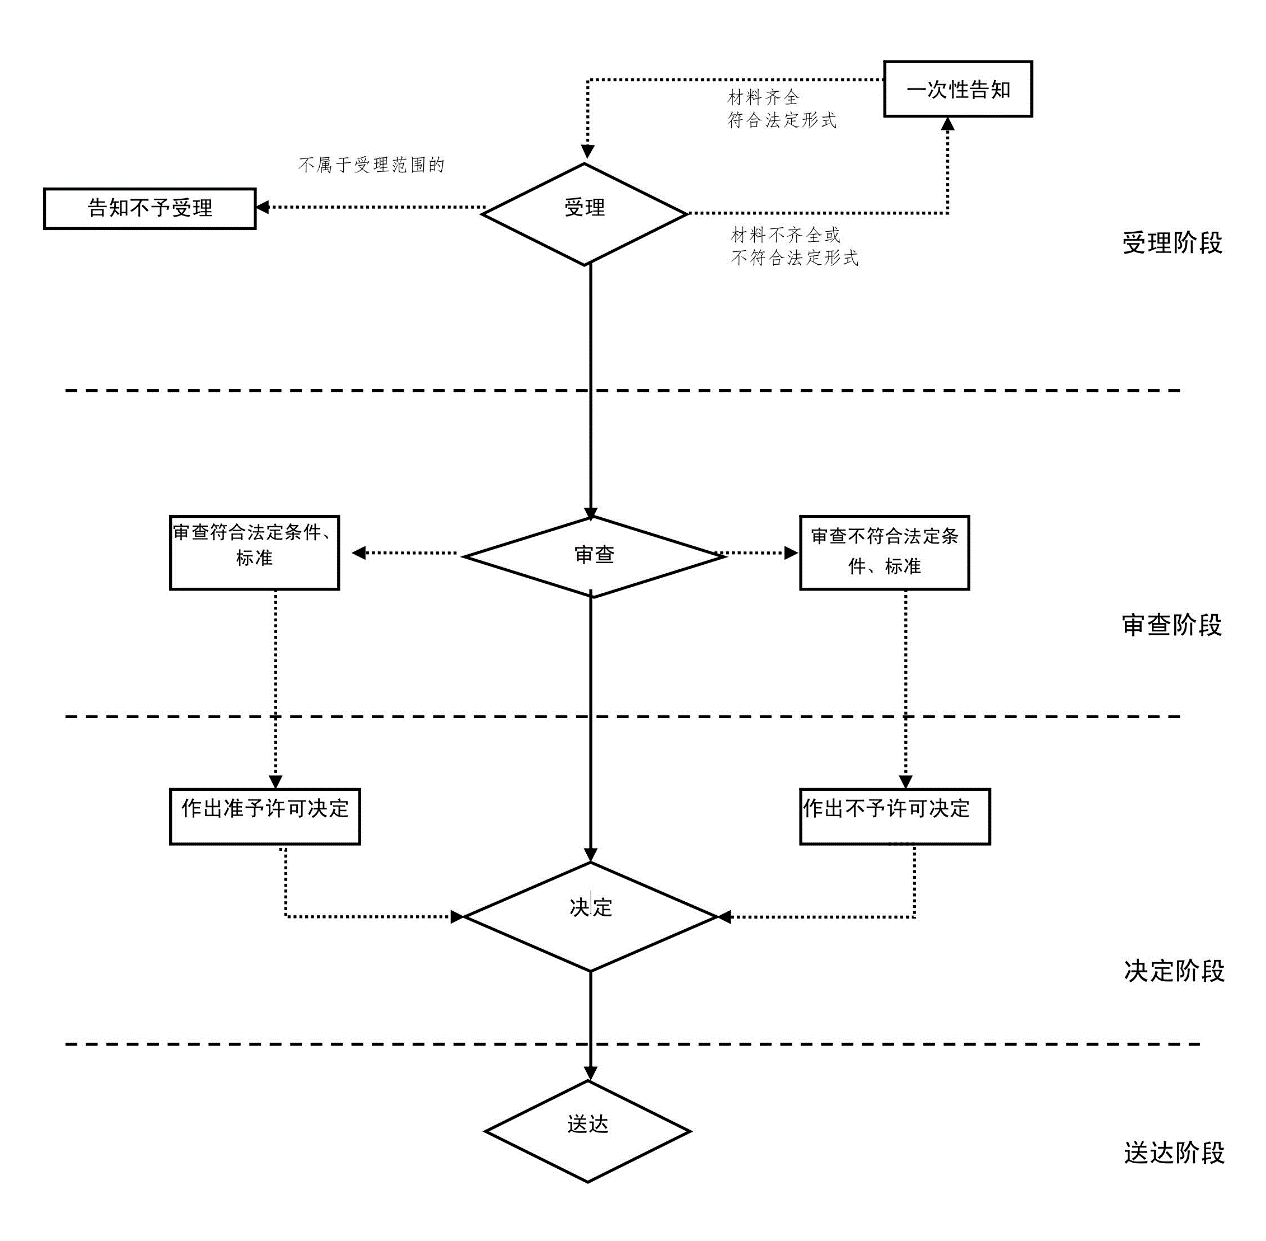 一次性告知
材料齐全
符合法定形式
不属于受理范围的
告知不予受理
受理
材料不齐全或
不符合法定形式
受理阶段
审查符合法定条件、
标准
审查
审查不符合法定条
件、标准
审查阶段
作出准予许可决定
作出不予许可决定
决定
决定阶段
送达
送达阶段